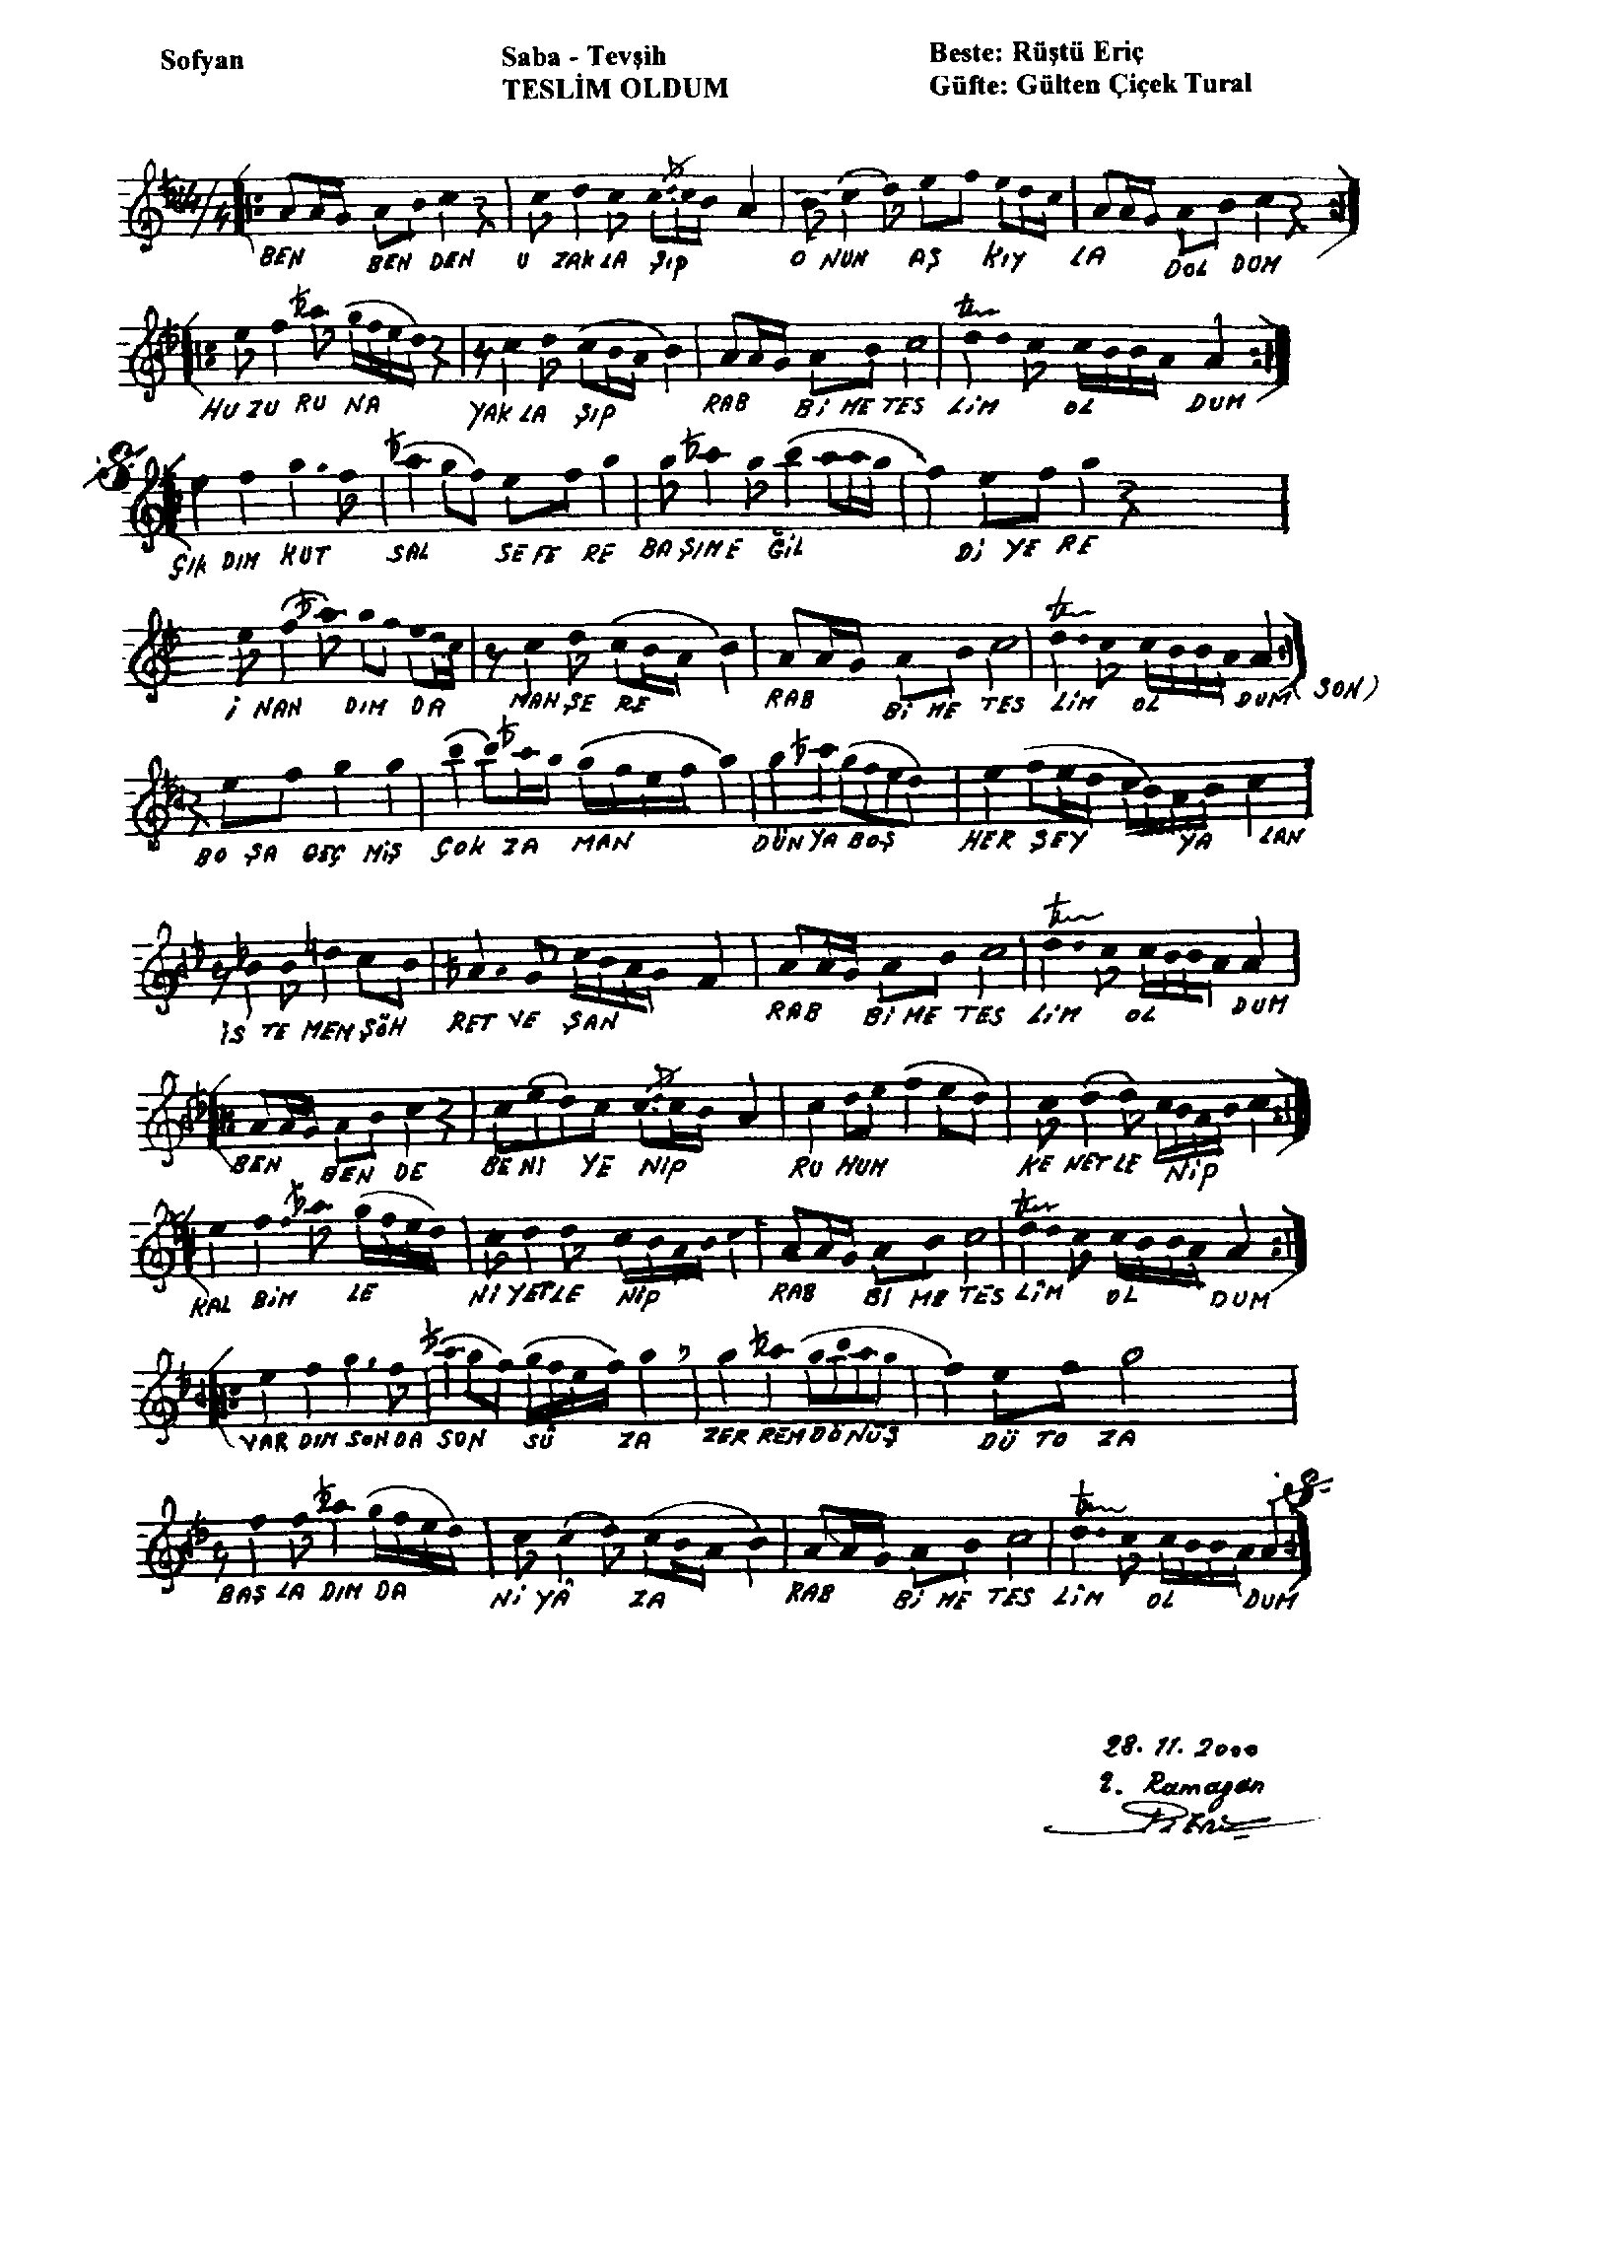 Sofyan Saba - Tevşih Beste: Rüştü Eriç
TESLİM OLDUM Güfte: Gülten Çiçek Tural
BEN BEN DEN U ZAK LA ŞIP O NUN AŞ KIY LA DOL DUM
HU ZU RU NA YAK LA ŞIP RAB Bİ ME TES LİM OL DUM
ÇIK DIM KUT SAL SE FE RE BA ŞIM E ĞİL Dİ YE RE
İ NAN DIM DA MAH ŞE RE RAB Bİ ME TES LİM OL DUM (SON)
BO ŞA GEÇ MİŞ ÇOK ZA MAN DÜN YA BOŞ HER ŞEY YA LAN
İS TE MEM ŞÖH RET VE ŞAN RAB Bİ ME TES LİM OL DUM
BEN BEN DE BE Nİ YE NİP RU HUM KE NET LE NİP
KAL BİM LE Nİ YET LE NİP RAB Bİ ME TES LİM OL DUM
VAR DIM SON DA SON SÛ ZA ZER REM DÖ NÜŞ DÜ TO ZA
BAŞ LA DIM DA Nİ YÂ ZA RAB Bİ ME TES LİM OL DUM
28. 11. 2000
2. Ramazan